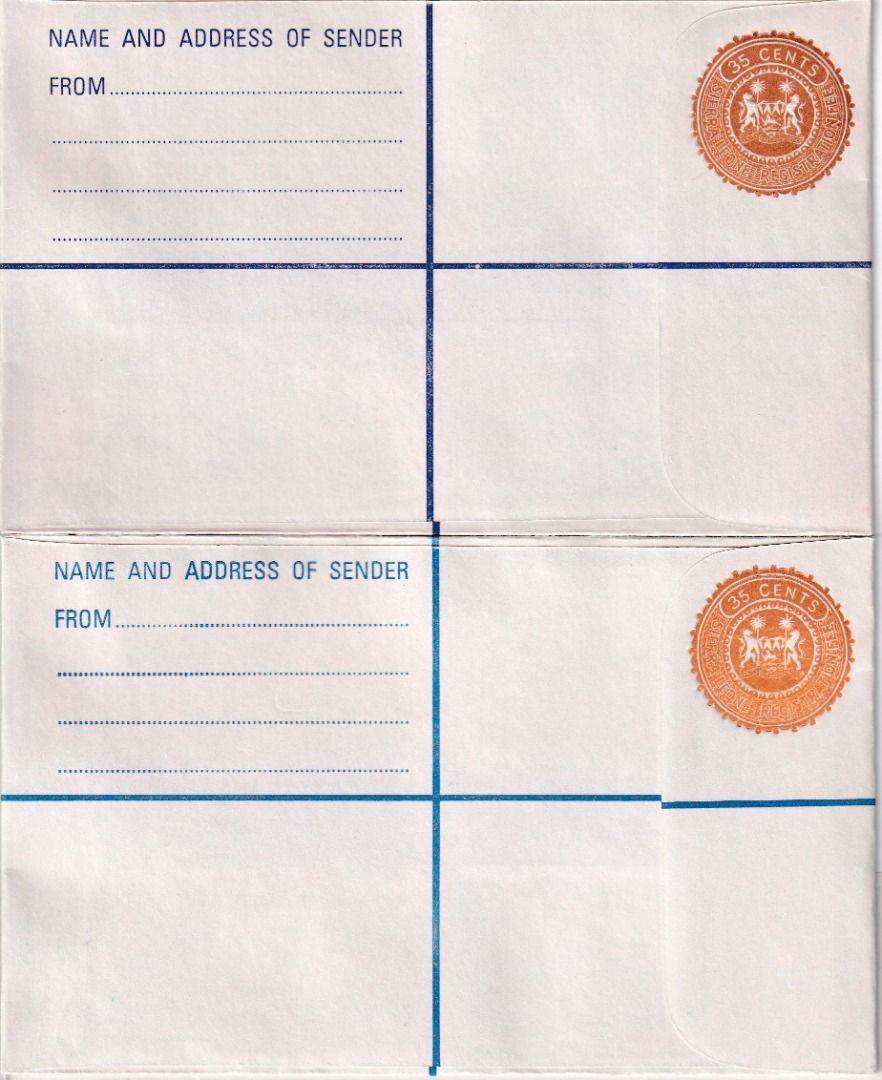 NAME AND ADDRESS OF SENDER
FROM
35 CENTS
SIERRA LEONE REGISTRATION FEE
NAME AND ADDRESS OF SENDER
FROM
35 CENTS
SIERRA LEONE REGISTRATION FEE